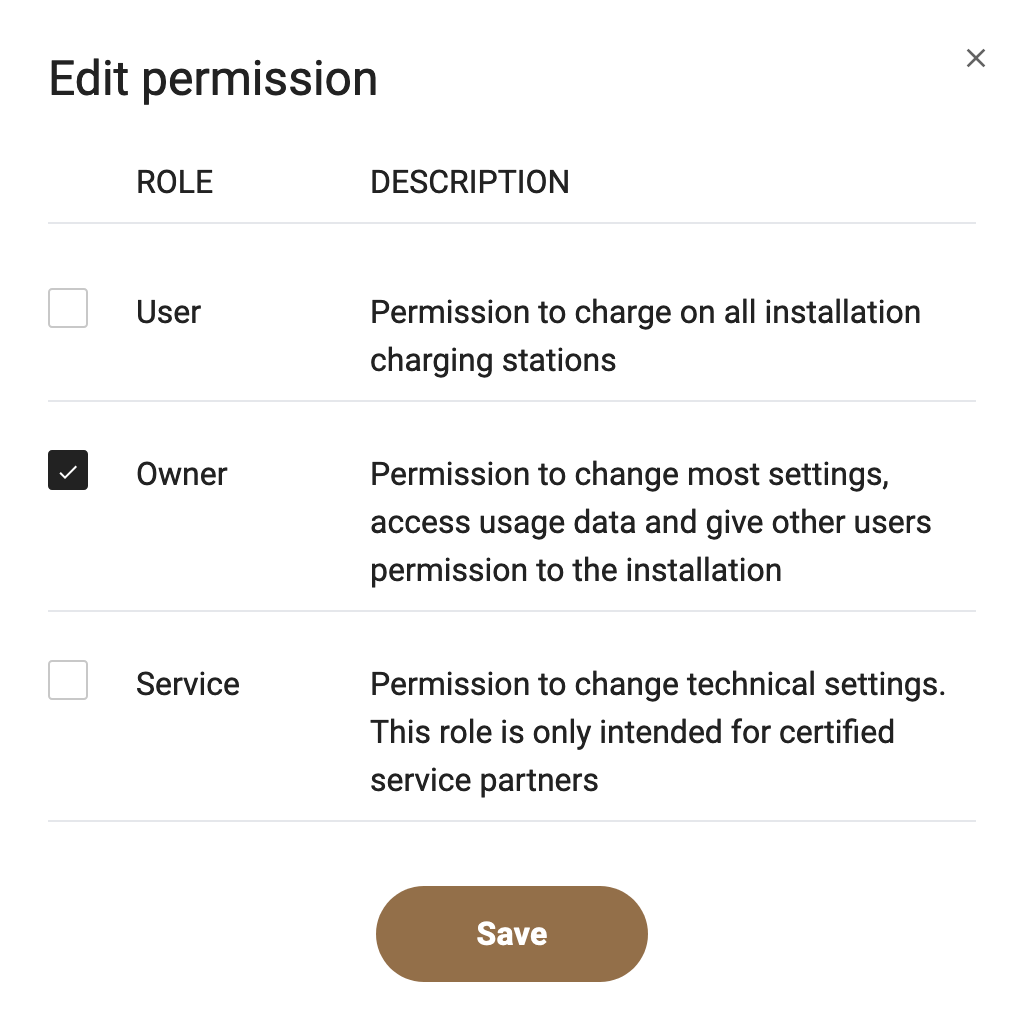 Edit permission
ROLE DESCRIPTION
User Permission to charge on all installation
charging stations
Owner Permission to change most settings,
access usage data and give other users
permission to the installation
Service Permission to change technical settings.
This role is only intended for certified
service partners
Save